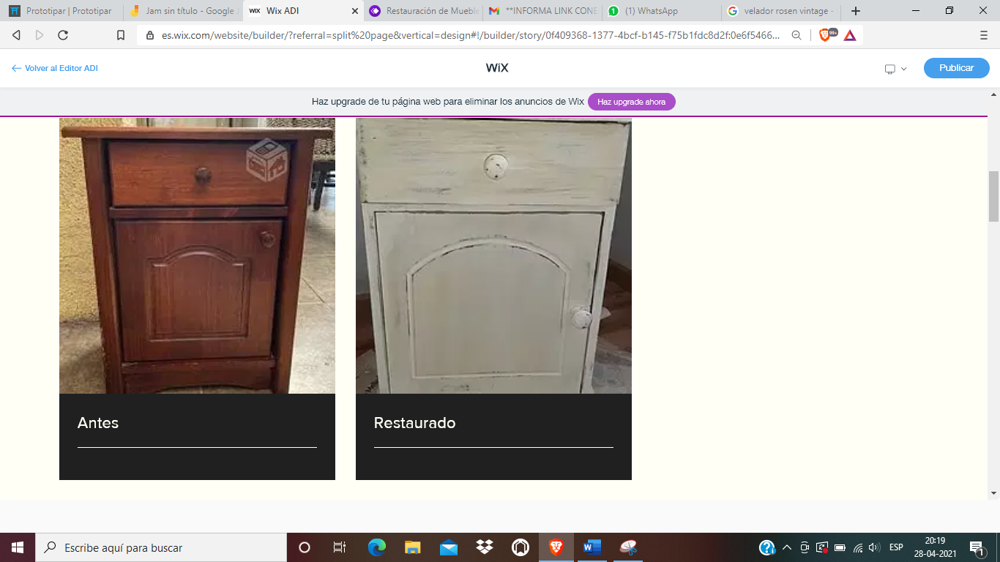 Prototipar | Prototipar
Jam sin título - Google J
WiX Wix ADI
Restauración de Mueble
**INFORMA LINK CONE
(1) WhatsApp
velador rosen vintage -
es.wix.com/website/builder/?referral=split%20page&vertical=design#!/builder/story/0f409368-1377-4bcf-b145-f75b1fdc8d2f:0e6f5466...
99+
Volver al Editor ADI
WiX
Publicar
Haz upgrade de tu página web para eliminar los anuncios de Wix
Haz upgrade ahora
Antes
Restaurado
Escribe aquí para buscar
ESP
20:19
28-04-2021
1